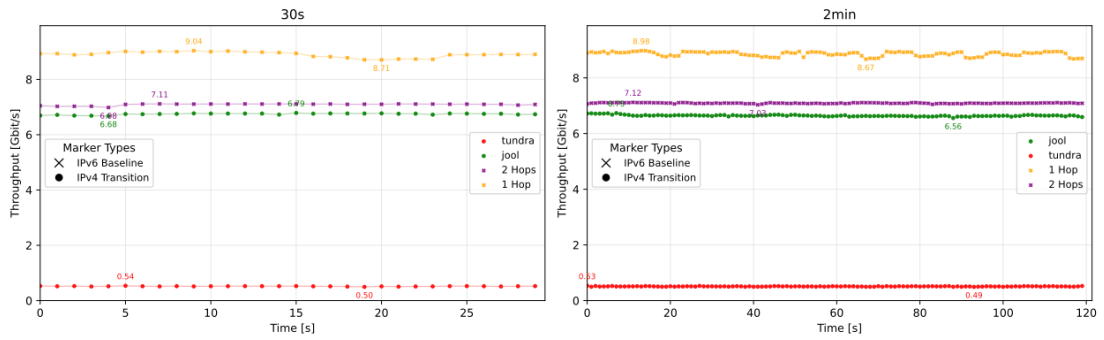 30s
Throughput [Gbit/s]
8
6
4
2
0
9.04
8.71
7.11
6.79
6.68
0.54
0.50
Marker Types
IPv6 Baseline
IPv4 Transition
tundra
jool
2 Hops
1 Hop
0
5
10
15
20
25
Time [s]
2min
Throughput [Gbit/s]
8
6
4
2
0
8.98
8.67
7.12
7.03
6.56
0.53
0.49
Marker Types
IPv6 Baseline
IPv4 Transition
jool
tundra
1 Hop
2 Hops
0
20
40
60
80
100
120
Time [s]